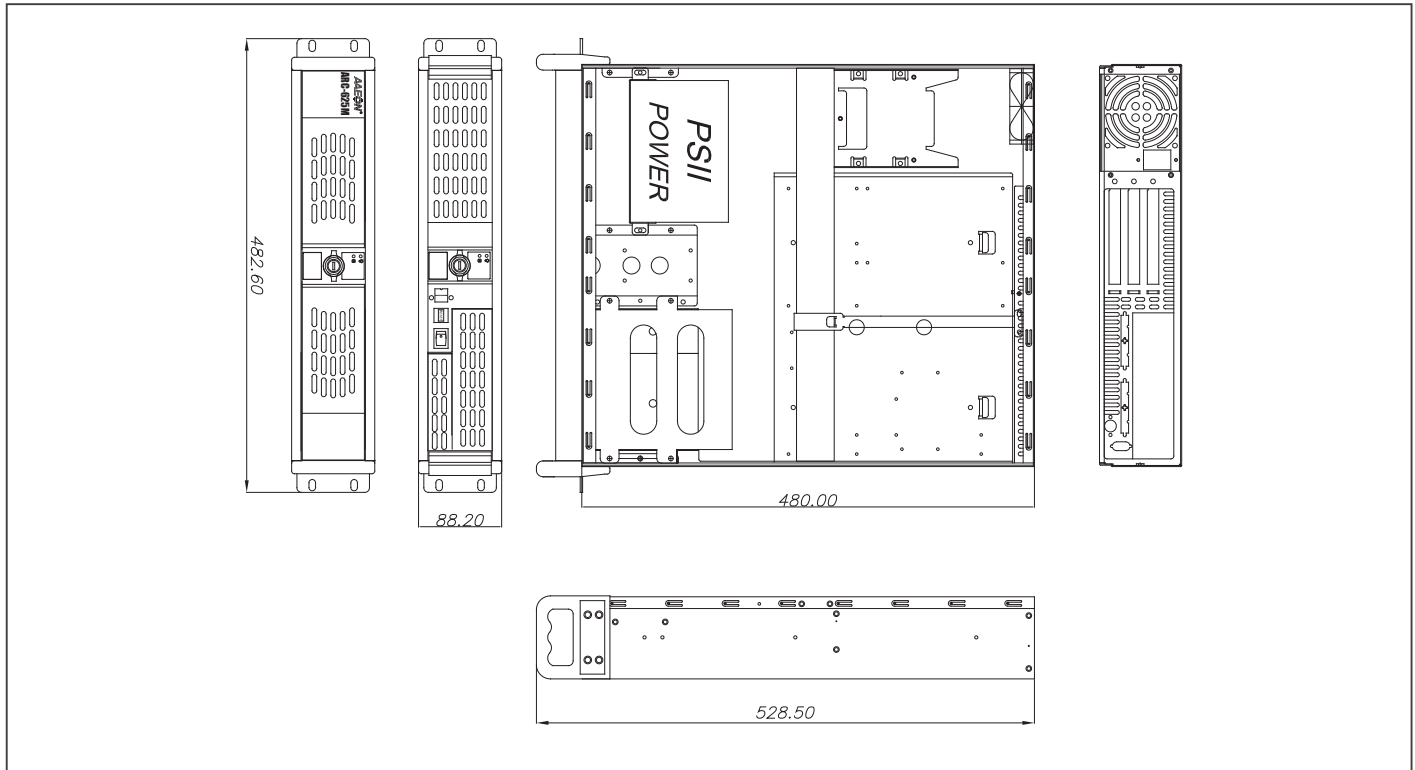 AAEON
ARC-625M
482.60
88.20
PSII
POWER
480.00
528.50